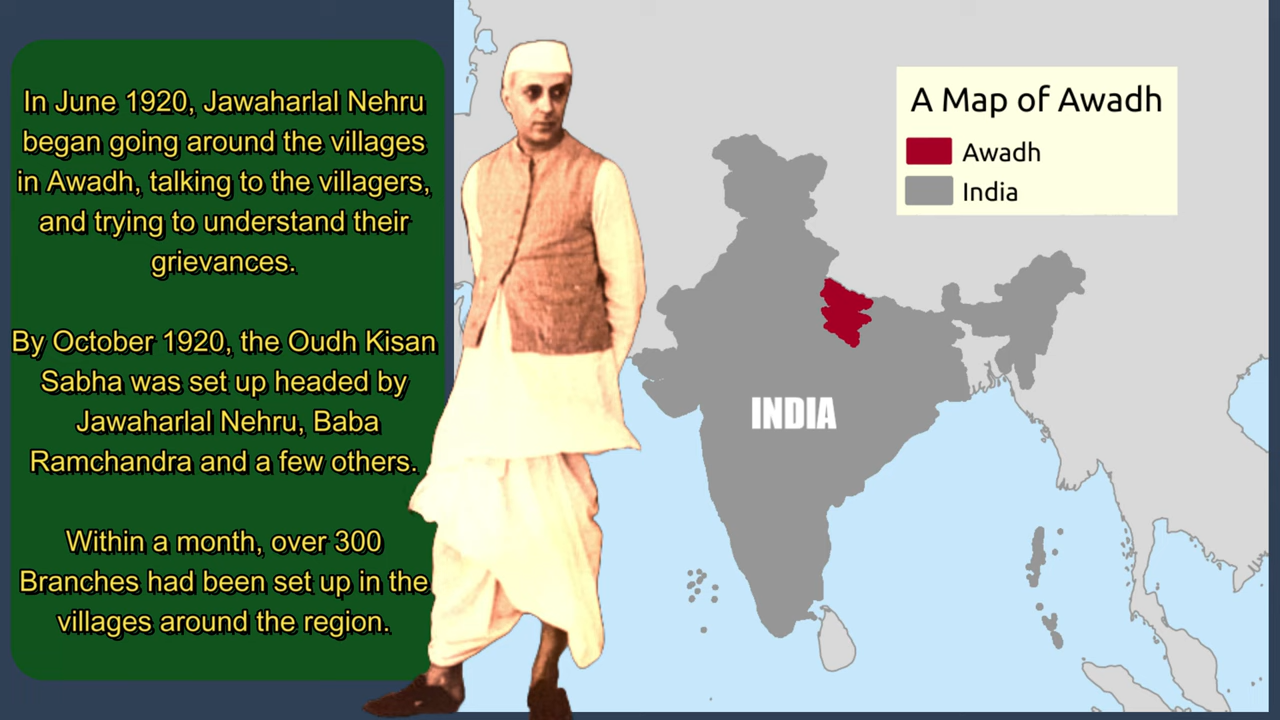 In June 1920, Jawaharlal Nehru
began going around the villages
in Awadh, talking to the villagers,
and trying to understand their
grievances.
By October 1920, the Oudh Kisan
Sabha was set up headed by
Jawaharlal Nehru, Baba
Ramchandra and a few others.
Within a month, over 300
Branches had been set up in the
villages around the region.
A Map of Awadh
Awadh
India
INDIA